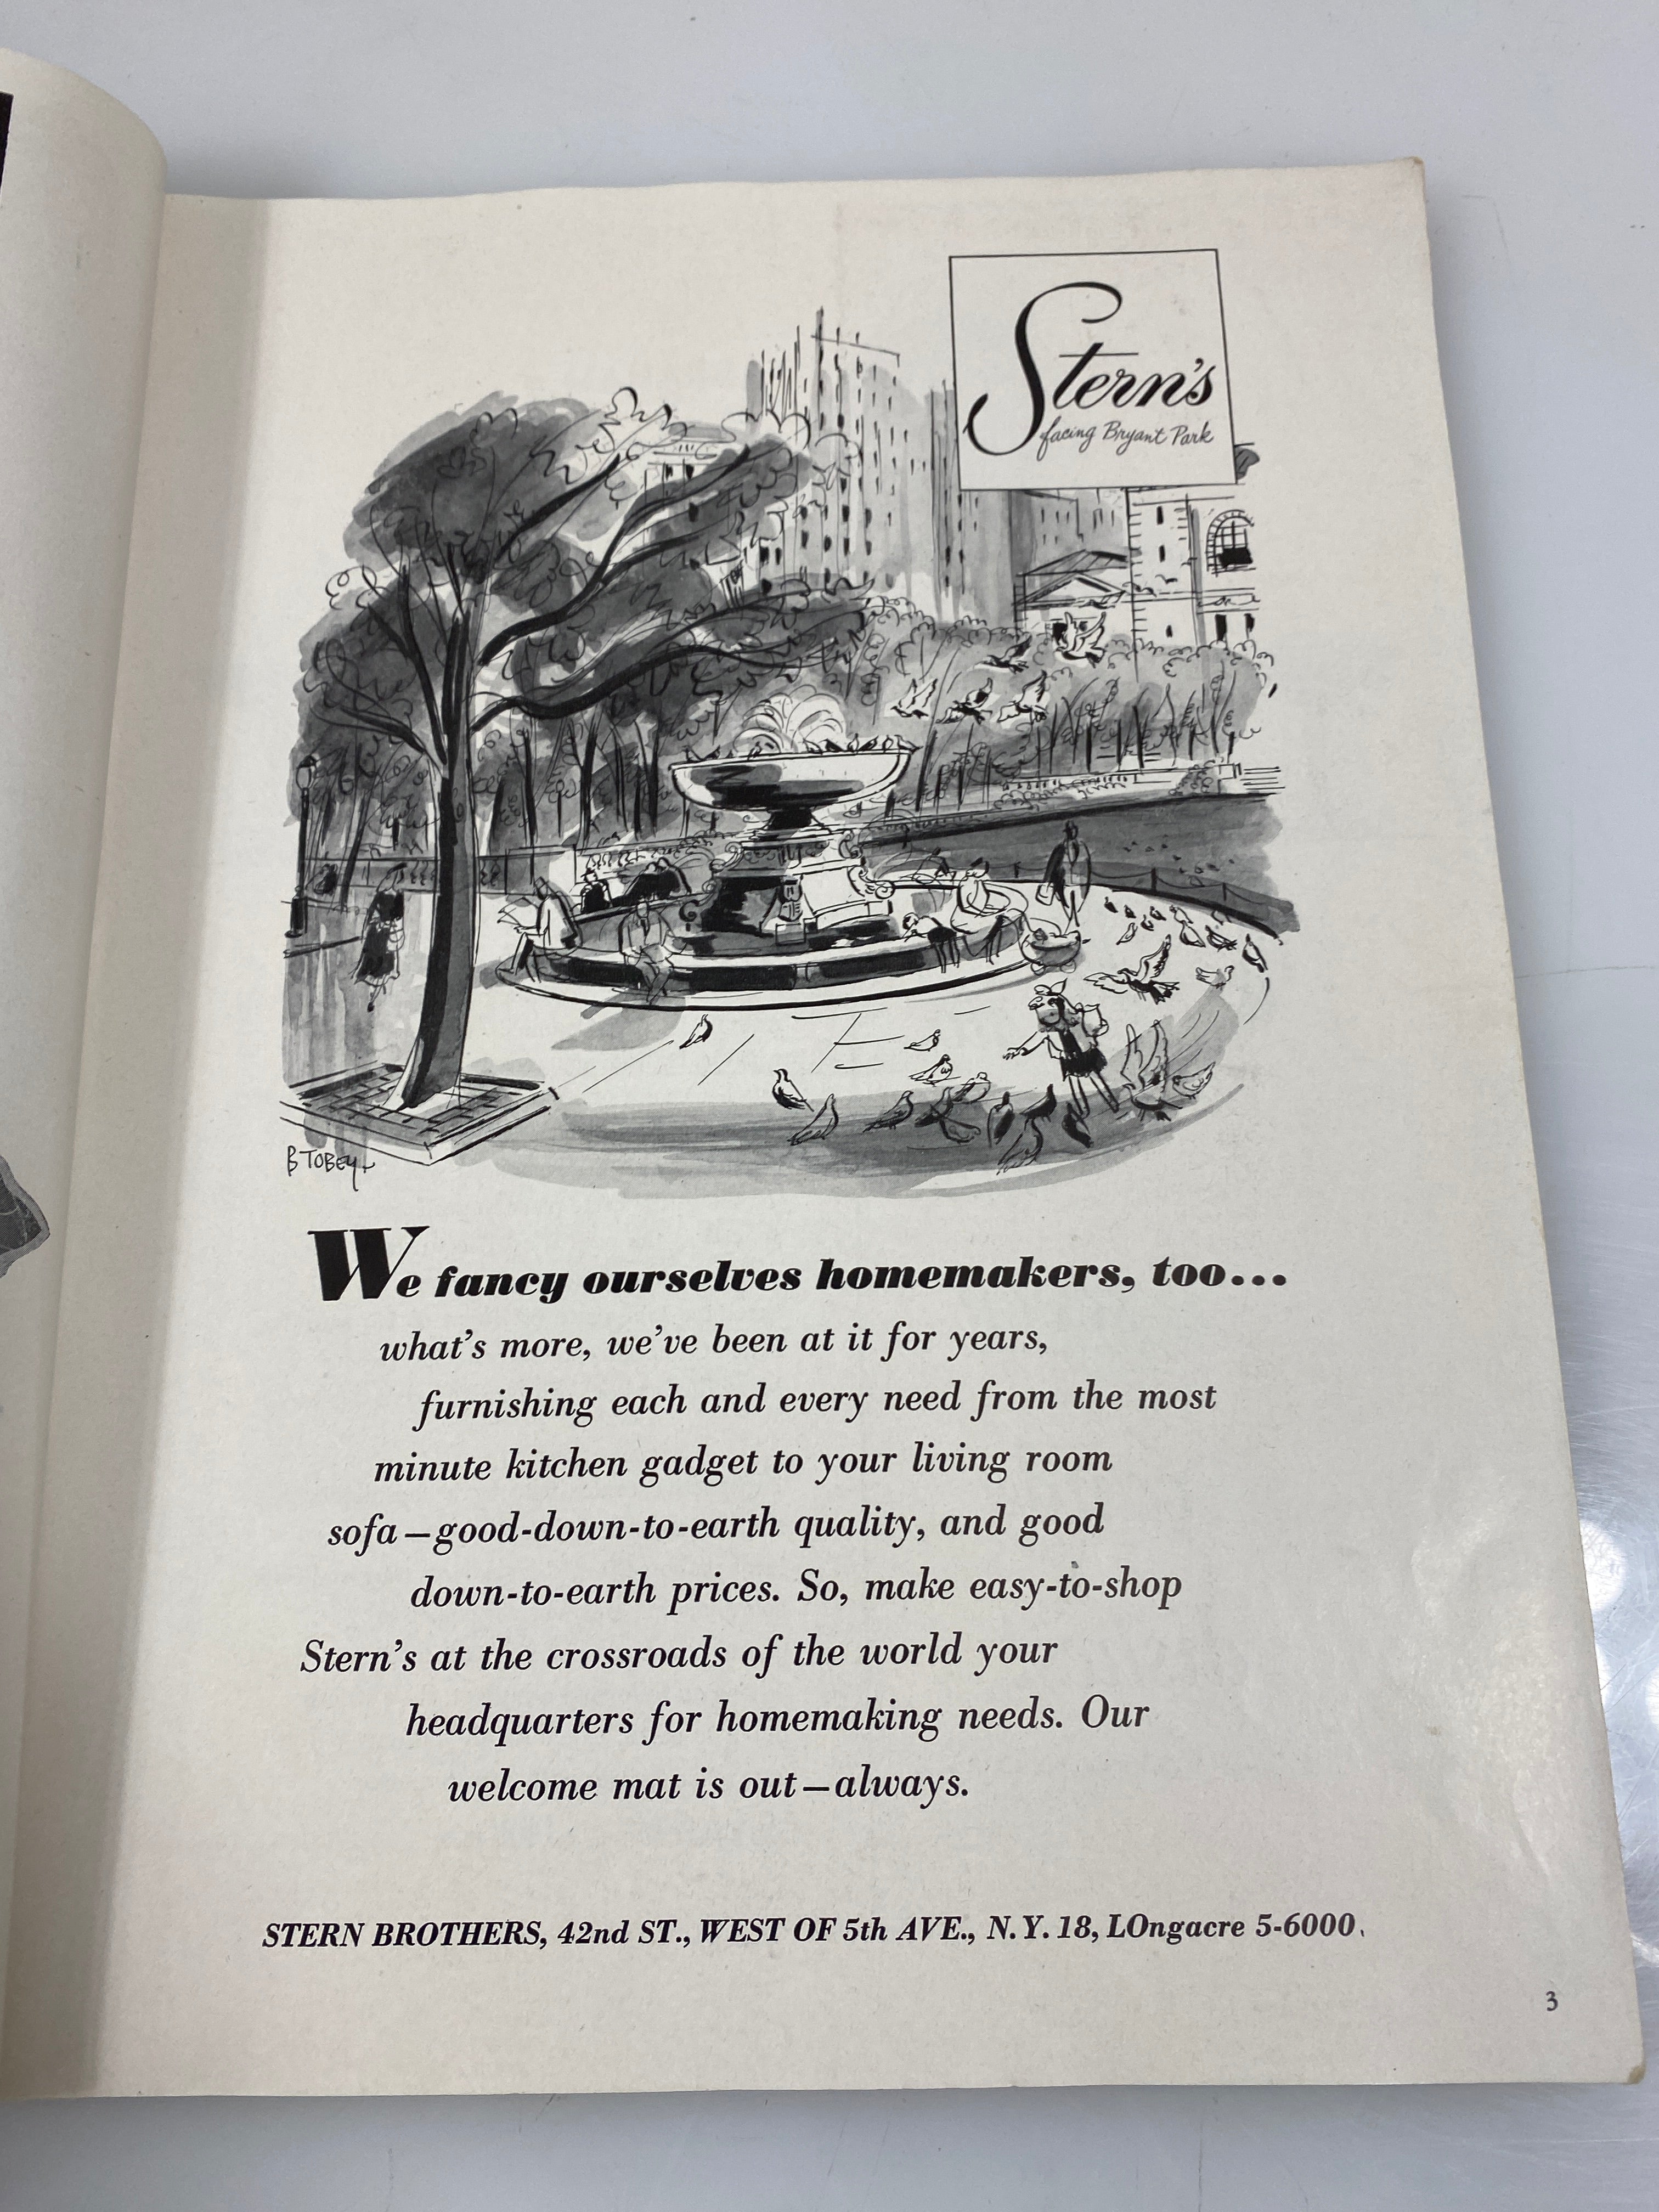 Stern's
facing Bryant Park
B TOBEY
We fancy ourselves homemakers, too...
what's more, we've been at it for years,
furnishing each and every need from the most
minute kitchen gadget to your living room
sofa—good-down-to-earth quality, and good
down-to-earth prices. So, make easy-to-shop
Stern's at the crossroads of the world your
headquarters for homemaking needs. Our
welcome mat is out—always.
STERN BROTHERS, 42nd ST., WEST OF 5th AVE., N. Y. 18, LOngacre 5-6000.
3